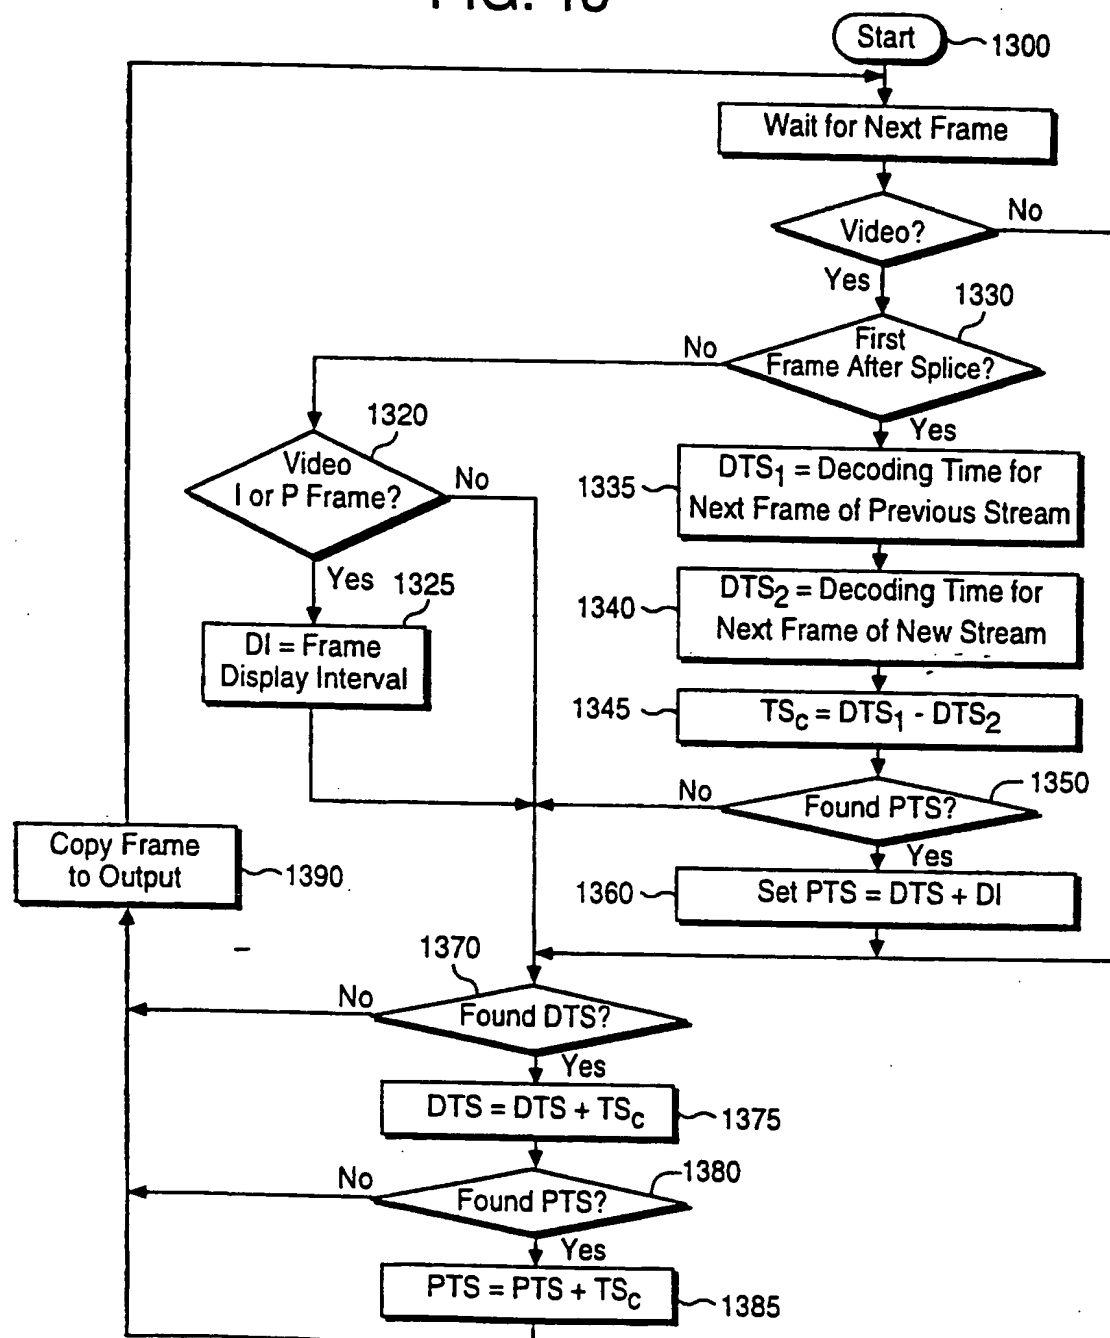 Start
1300
Wait for Next Frame
Video?
No
Yes
1330
First
Frame After Splice?
No
Yes
1320
Video
I or P Frame?
No
Yes
1335
DTS1 = Decoding Time for
Next Frame of Previous Stream
1325
DI = Frame
Display Interval
1340
DTS2 = Decoding Time for
Next Frame of New Stream
1345
TSc = DTS1 - DTS2
1350
Found PTS?
No
Yes
Copy Frame
to Output
1390
1360
Set PTS = DTS + DI
1370
Found DTS?
No
Yes
DTS = DTS + TSc
1375
1380
Found PTS?
No
Yes
PTS = PTS + TSc
1385